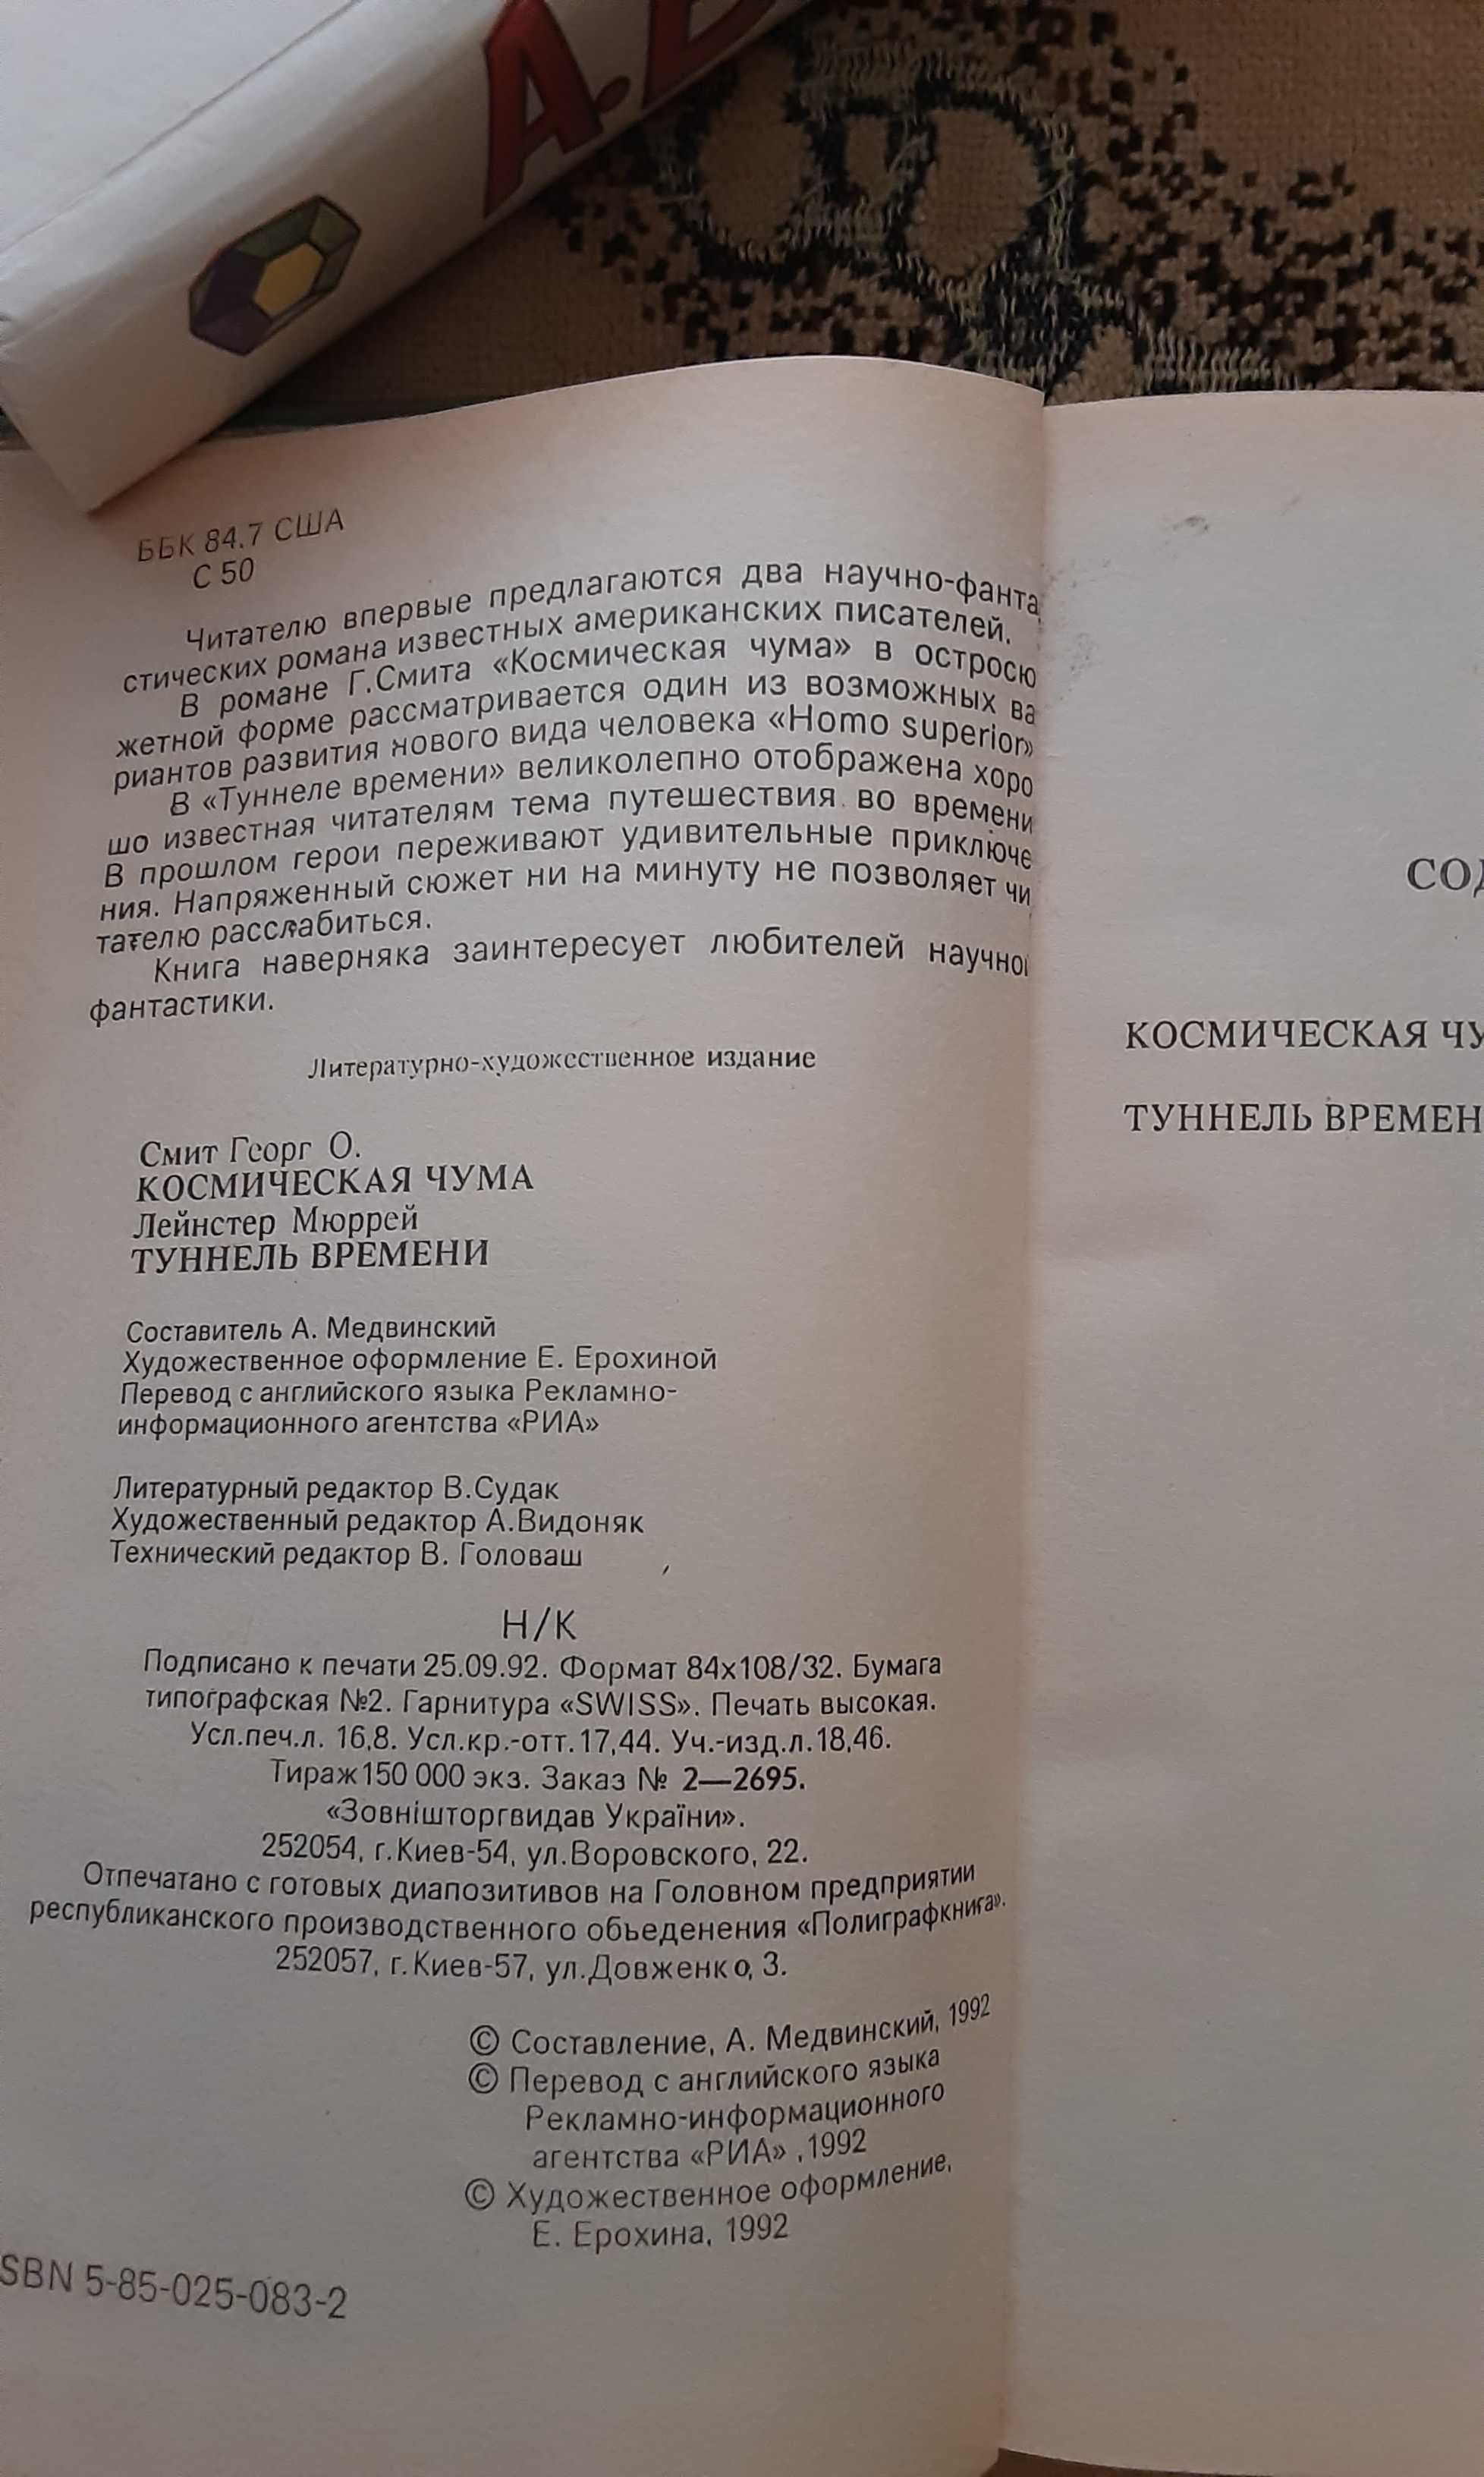 А.
ББК 84.7 США
С 50
Читателю впервые предлагаются два научно-фанта
стических романа известных американских писателей.
В романе Г.Смита «Космическая чума» в остросю
жетной форме рассматривается один из возможных ва
риантов развития нового вида человека «Homo superior»
В «Туннеле времени» великолепно отображена хоро
шо известная читателям тема путешествия во времени
В прошлом герои переживают удивительные приключе
ния. Напряженный сюжет ни на минуту не позволяет чи
тателю расслабиться.
Книга наверняка заинтересует любителей научно
фантастики.
Литературно-художественное издание
Смит Георг О.
КОСМИЧЕСКАЯ ЧУМА
Лейнстер Мюррей
ТУННЕЛЬ ВРЕМЕНИ
Составитель А. Медвинский
Художественное оформление Е. Ерохиной
Перевод с английского языка Рекламно-
информационного агентства «РИА»
Литературный редактор В.Судак
Художественный редактор А.Видоняк
Технический редактор В. Головаш
Н/К
Подписано к печати 25.09.92. Формат 84х108/32. Бумага
типографская №2. Гарнитура «SWISS». Печать высокая.
Усл.печ.л. 16,8. Усл.кр.-отт.17,44. Уч.-изд.л.18,46.
Тираж150 000 экз. Заказ № 2—2695.
«Зовнішторгвидав України».
252054, г.Киев-54, ул.Воровского, 22.
Отпечатано с готовых диапозитивов на Головном предприятии
республиканского производственного обьеденения «Полиграфкнига».
252057, г.Киев-57, ул.Довженко, 3.
© Составление, А. Медвинский, 1992
© Перевод с английского языка
Рекламно-информационного
агентства «РИА» ,1992
© Художественное оформление,
Е. Ерохина, 1992
SBN 5-85-025-083-2
СОД
КОСМИЧЕСКАЯ ЧУ
ТУННЕЛЬ ВРЕМЕН